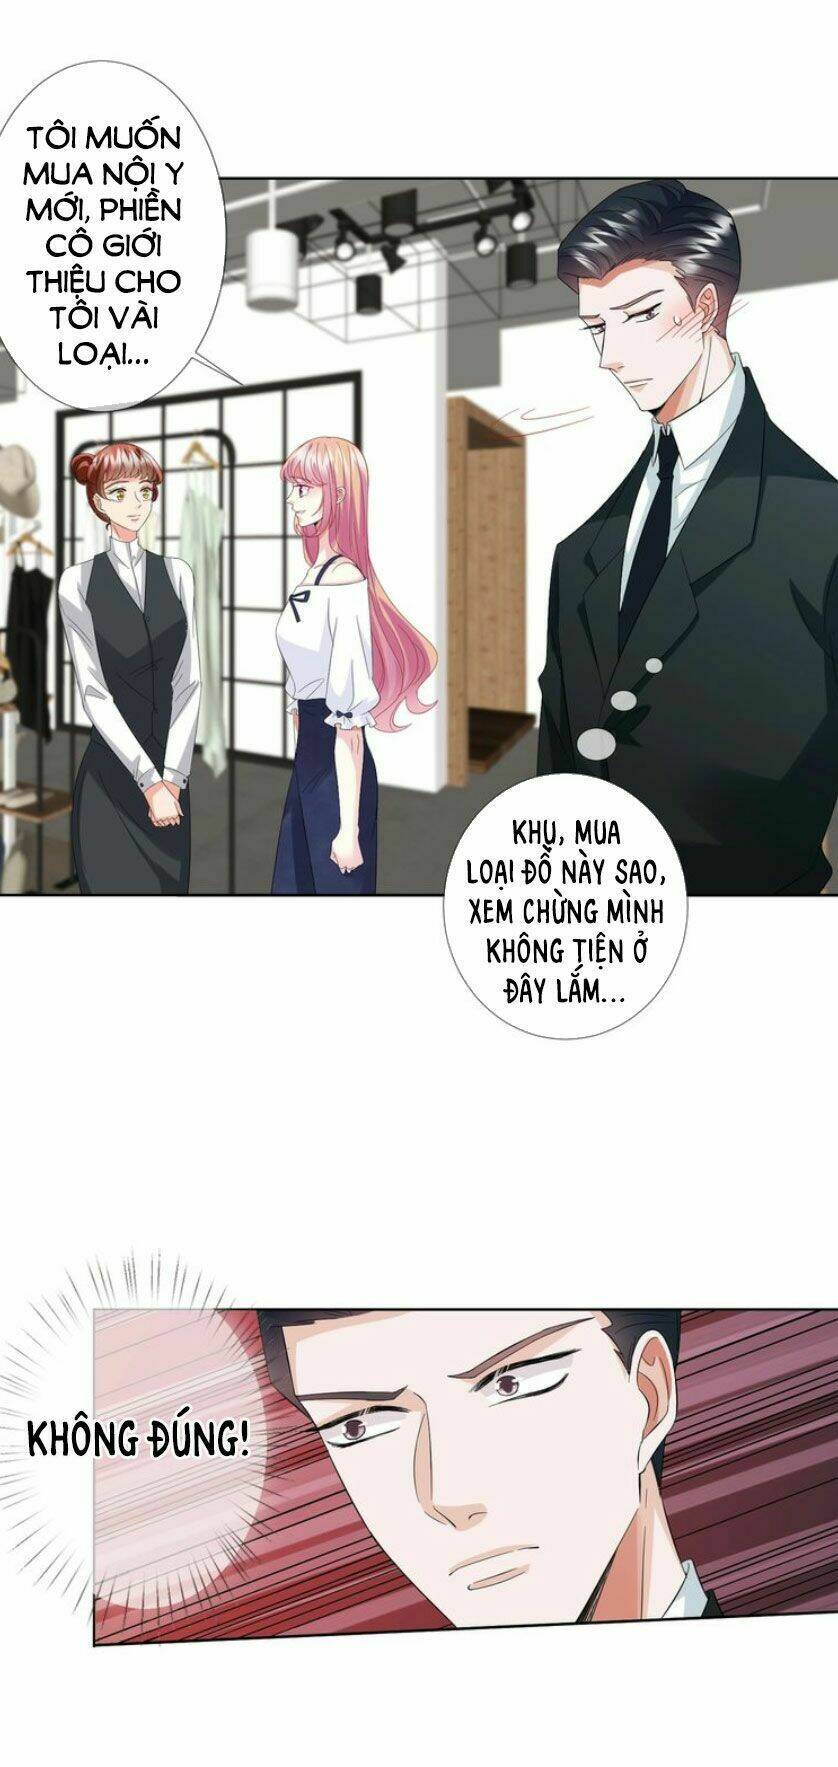 TÔI MUỐN
MUA NỘI Y
MỚI, PHIỀN
CÔ GIỚI
THIỆU CHO
TÔI VÀI
LOẠI...
KHỤ, MUA
LOẠI ĐỒ NÀY SAO,
XEM CHỪNG MÌNH
KHÔNG TIỆN Ở
ĐÂY LẮM...
KHÔNG ĐÚNG!